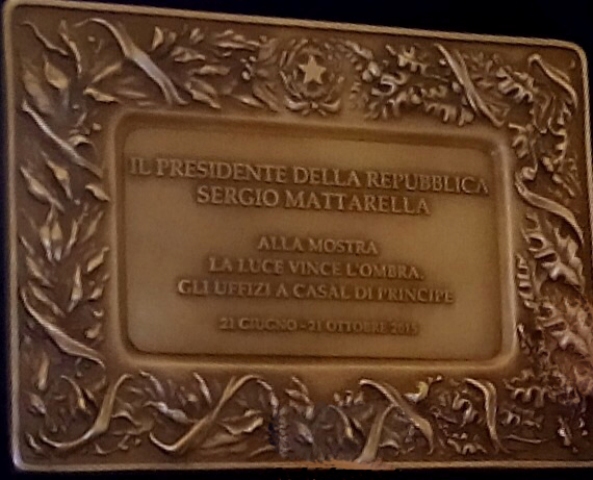 IL PRESIDENTE DELLA REPUBBLICA
SERGIO MATTARELLA
ALLA MOSTRA
LA LUCE VINCE L'OMBRA.
GLI UFFIZI A CASAL DI PRINCIPE
21 GIUGNO - 21 OTTOBRE 2015